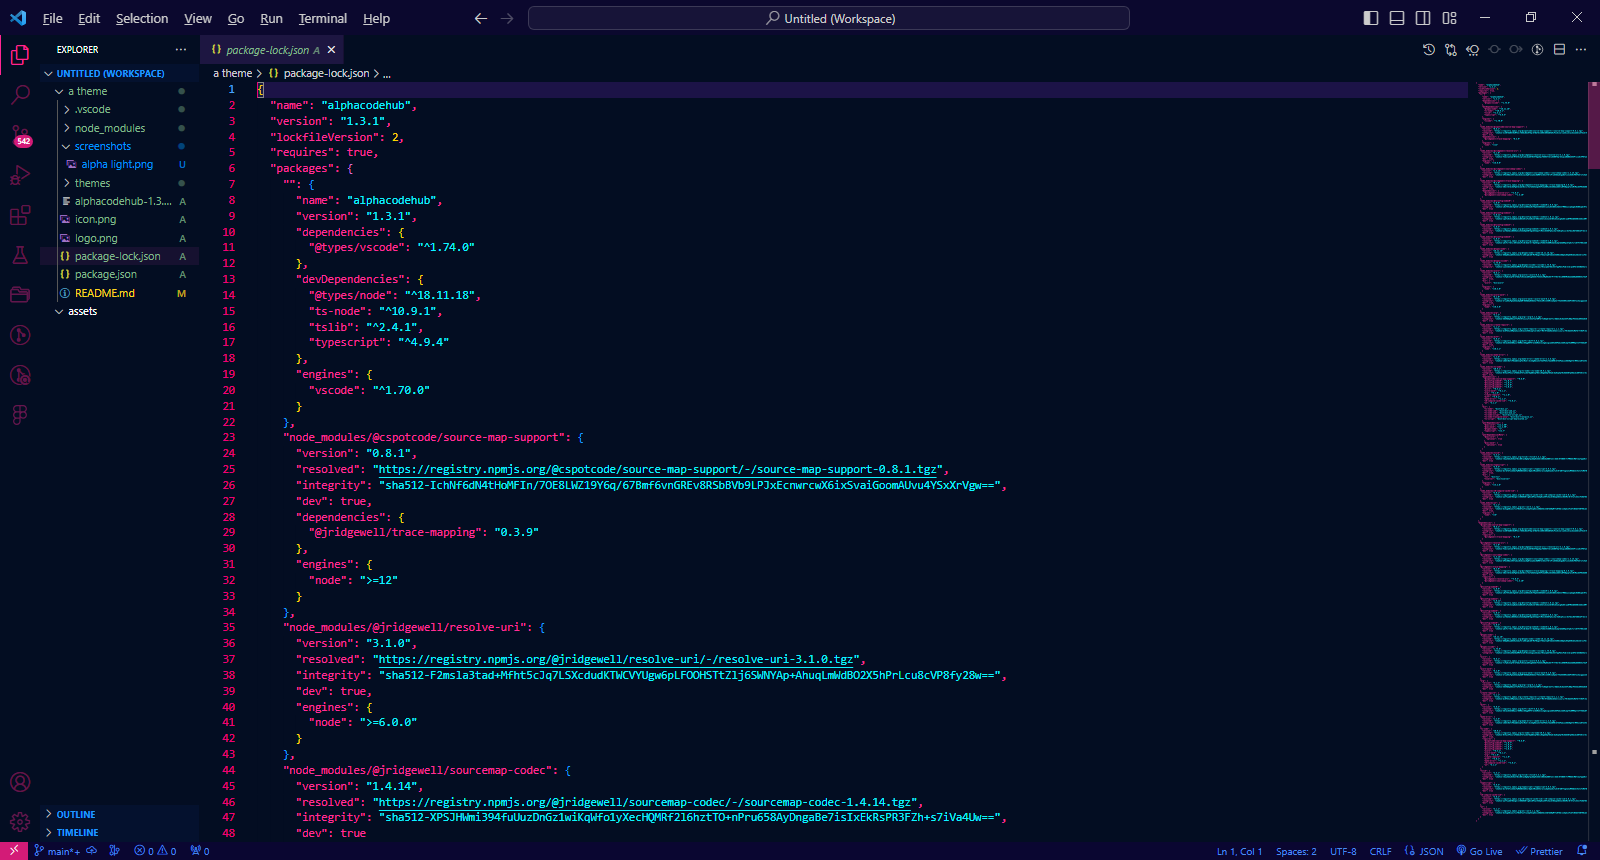 File Edit Selection View Go Run Terminal Help
Untitled (Workspace)
EXPLORER
UNTITLED (WORKSPACE)
a theme
.vscode
node_modules
screenshots
alpha light.png U
themes
alphacodehub-1.3.... A
icon.png A
logo.png A
package-lock.json A
package.json A
README.md M
assets
OUTLINE
TIMELINE
542
{} package-lock.json A
a theme > {} package-lock.json > ...
1 {
2 "name": "alphacodehub",
3 "version": "1.3.1",
4 "lockfileVersion": 2,
5 "requires": true,
6 "packages": {
7 "": {
8 "name": "alphacodehub",
9 "version": "1.3.1",
10 "dependencies": {
11 "@types/vscode": "^1.74.0"
12 },
13 "devDependencies": {
14 "@types/node": "^18.11.18",
15 "ts-node": "^10.9.1",
16 "tslib": "^2.4.1",
17 "typescript": "^4.9.4"
18 },
19 "engines": {
20 "vscode": "^1.70.0"
21 }
22 },
23 "node_modules/@cspotcode/source-map-support": {
24 "version": "0.8.1",
25 "resolved": "https://registry.npmjs.org/@cspotcode/source-map-support/-/source-map-support-0.8.1.tgz",
26 "integrity": "sha512-IchNf6dN4tHoMFIn/7OE8LWZ19Y6q/67Bmf6vnGREv8RSbBVb9LPJxEcnwrcwX6ixSvaiGoomAUvu4YSxXrVgw==",
27 "dev": true,
28 "dependencies": {
29 "@jridgewell/trace-mapping": "0.3.9"
30 },
31 "engines": {
32 "node": ">=12"
33 }
34 },
35 "node_modules/@jridgewell/resolve-uri": {
36 "version": "3.1.0",
37 "resolved": "https://registry.npmjs.org/@jridgewell/resolve-uri/-/resolve-uri-3.1.0.tgz",
38 "integrity": "sha512-F2msla3tad+Mfht5cJq7LSXcdudKTWCVYUgw6pLFOOHSTtZlj6SWNYAp+AhuqLmWdBO2X5hPrLcu8cVP8fy28w==",
39 "dev": true,
40 "engines": {
41 "node": ">=6.0.0"
42 }
43 },
44 "node_modules/@jridgewell/sourcemap-codec": {
45 "version": "1.4.14",
46 "resolved": "https://registry.npmjs.org/@jridgewell/sourcemap-codec/-/sourcemap-codec-1.4.14.tgz",
47 "integrity": "sha512-XPSJHWmi394fuUuzDnGz1wiKqWfo1yXecHQMRf2l6hztTO+nPru658AyDngaBe7isIxEkRsPR3FZh+s7iVa4Uw==",
48 "dev": true
main*+ 0 0 0 Ln 1, Col 1 Spaces: 2 UTF-8 CRLF {} JSON Go Live Prettier